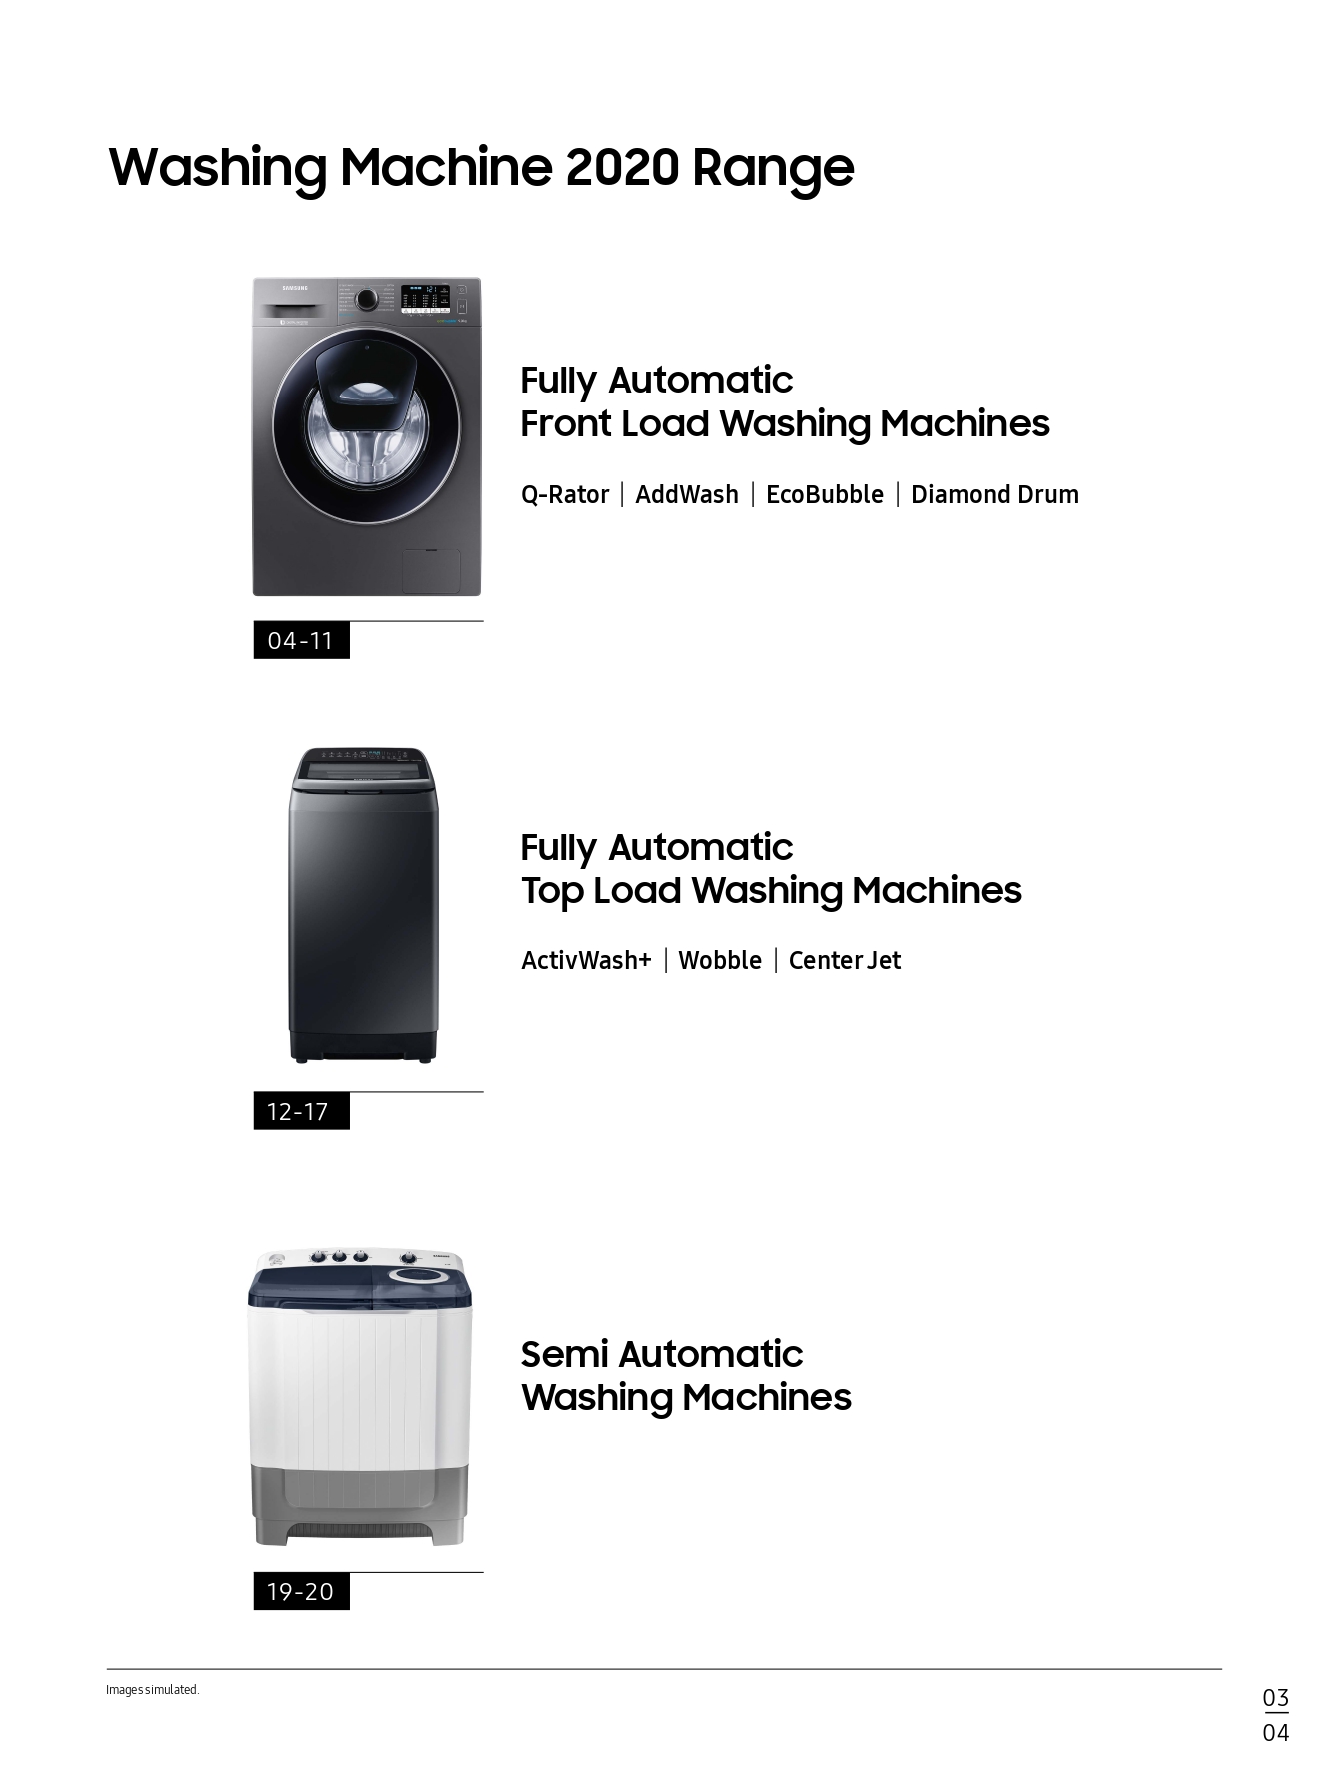 Washing Machine 2020 Range
SAMSUNG
Fully Automatic
Front Load Washing Machines
Q-Rator | AddWash | EcoBubble | Diamond Drum
04-11
Fully Automatic
Top Load Washing Machines
ActivWash+ | Wobble | Center Jet
12-17
SAMSUNG
Semi Automatic
Washing Machines
19-20
Images simulated.
03
04